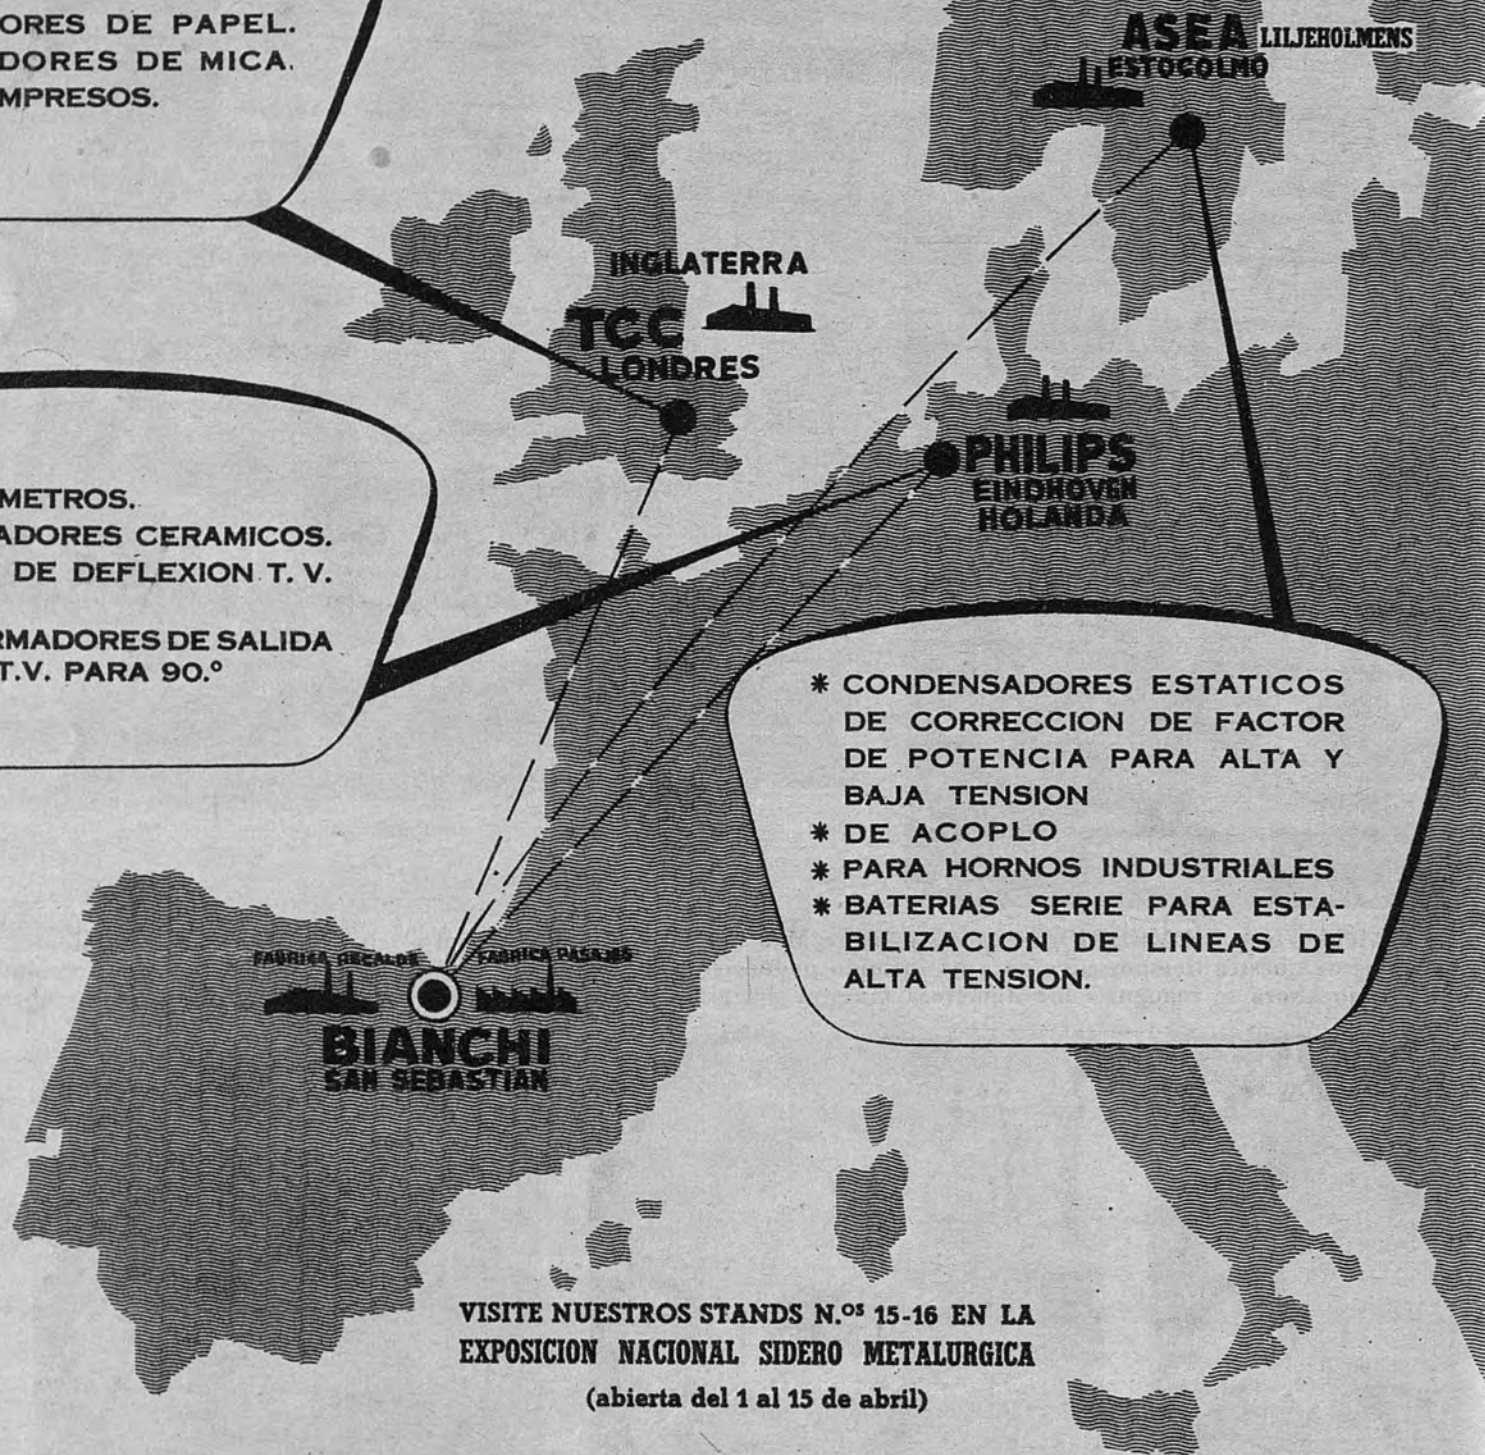 ORES DE PAPEL.
DORES DE MICA.
MPRESOS.
ASEA LILJEHOLMENS
ESTOCOLMO
INGLATERRA
TCC
LONDRES
PHILIPS
EINDHOVEN
HOLANDA
METROS.
ADORES CERAMICOS.
DE DEFLEXION T. V.
RMADORES DE SALIDA
T.V. PARA 90.º
* CONDENSADORES ESTATICOS
DE CORRECCION DE FACTOR
DE POTENCIA PARA ALTA Y
BAJA TENSION
* DE ACOPLO
* PARA HORNOS INDUSTRIALES
* BATERIAS SERIE PARA ESTA-
BILIZACION DE LINEAS DE
ALTA TENSION.
FABRICA RECALDE FABRICA PASAJES
BIANCHI
SAN SEBASTIAN
VISITE NUESTROS STANDS N.os 15-16 EN LA
EXPOSICION NACIONAL SIDERO METALURGICA
(abierta del 1 al 15 de abril)